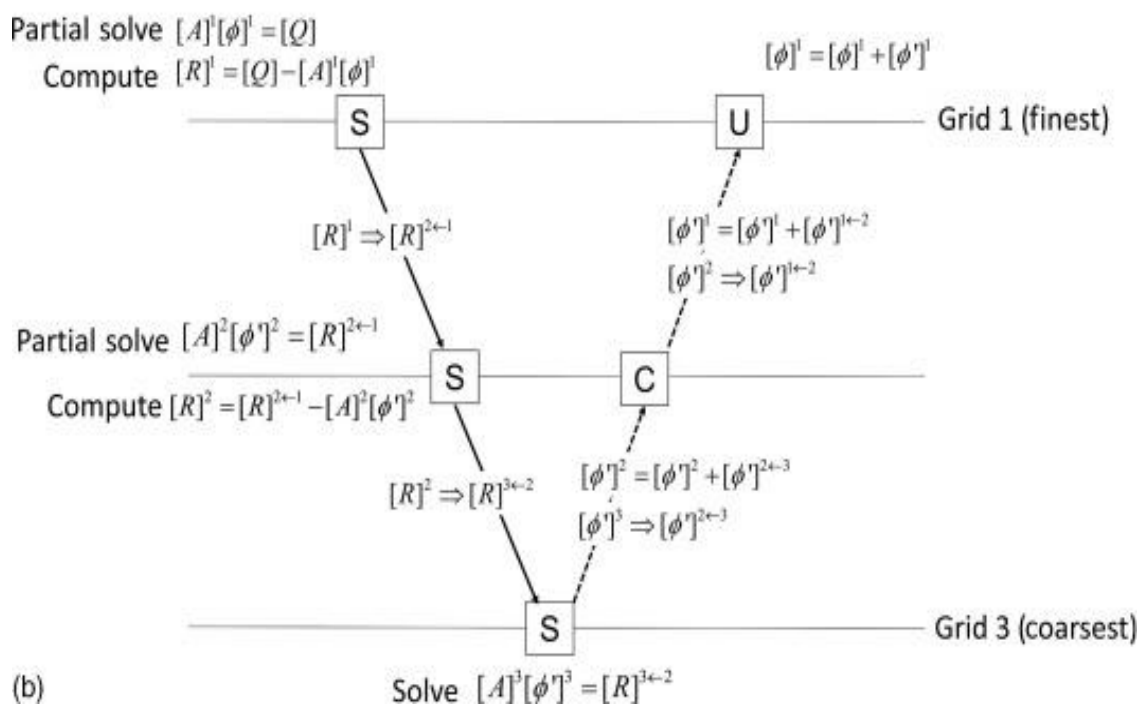 Partial solve [A]¹[ϕ]¹ = [Q]
Compute [R]¹ = [Q] − [A]¹[ϕ]¹
[ϕ]¹ = [ϕ]¹ + [ϕ']¹
S
U
Grid 1 (finest)
[R]¹ ⇒ [R]²←¹
[ϕ']¹ = [ϕ']¹ + [ϕ']¹←²
[ϕ']² ⇒ [ϕ']¹←²
Partial solve [A]²[ϕ']² = [R]²←¹
S
C
Compute [R]² = [R]²←¹ − [A]²[ϕ']²
[R]² ⇒ [R]³←²
[ϕ']² = [ϕ']² + [ϕ']²←³
[ϕ']³ ⇒ [ϕ']²←³
S
Grid 3 (coarsest)
(b)
Solve [A]³[ϕ']³ = [R]³←²